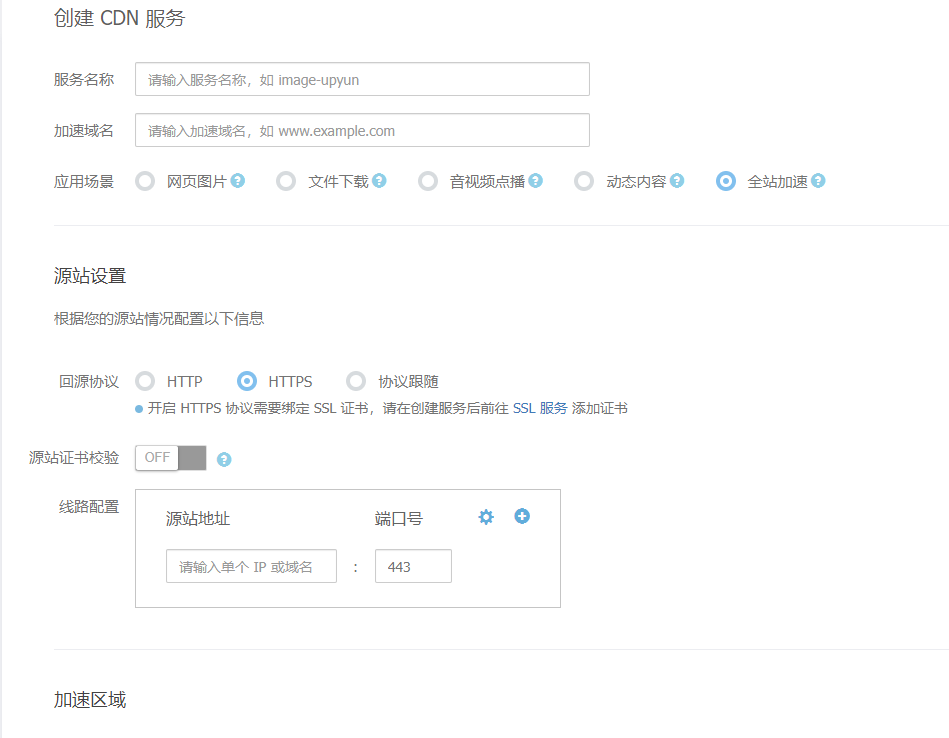 创建 CDN 服务
服务名称 请输入服务名称，如 image-upyun
加速域名 请输入加速域名，如 www.example.com
应用场景 网页图片 ? 文件下载 ? 音视频点播 ? 动态内容 ? 全站加速 ?
源站设置
根据您的源站情况配置以下信息
回源协议 HTTP HTTPS 协议跟随
开启 HTTPS 协议需要绑定 SSL 证书，请在创建服务后前往 SSL 服务 添加证书
源站证书校验 OFF ?
线路配置 源站地址 端口号
请输入单个 IP 或域名 : 443
加速区域